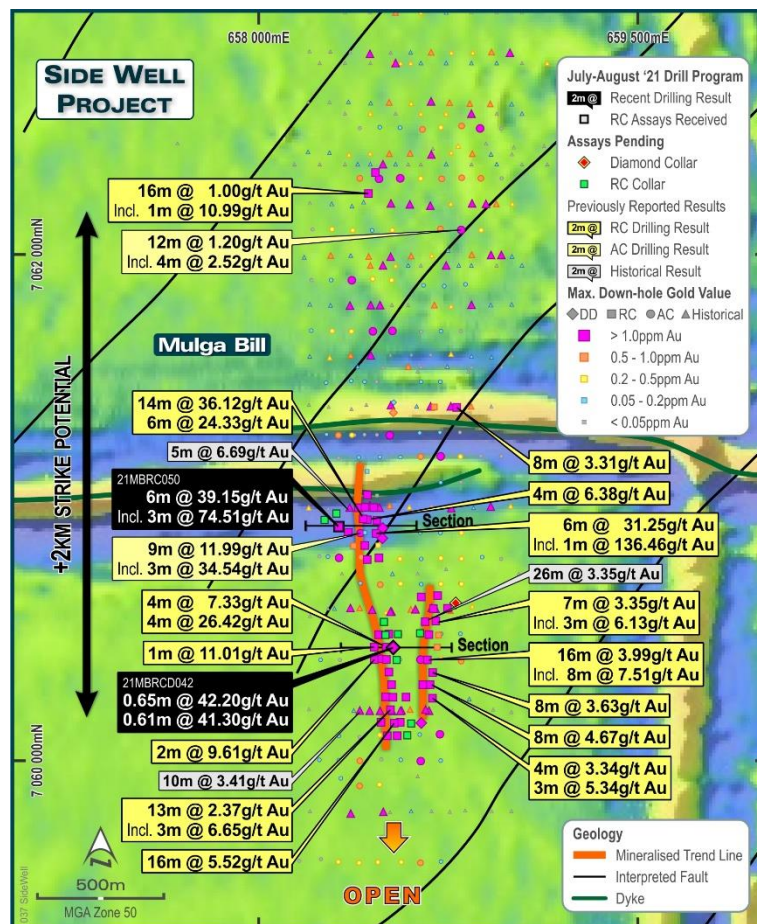 658 000mE
659 500mE
SIDE WELL
PROJECT
July-August ‘21 Drill Program
2m @ Recent Drilling Result
RC Assays Received
Assays Pending
Diamond Collar
RC Collar
Previously Reported Results
2m @ RC Drilling Result
2m @ AC Drilling Result
2m @ Historical Result
Max. Down-hole Gold Value
DD RC AC Historical
> 1.0ppm Au
0.5 - 1.0ppm Au
0.2 - 0.5ppm Au
0.05 - 0.2ppm Au
< 0.05ppm Au
16m @ 1.00g/t Au
Incl. 1m @ 10.99g/t Au
12m @ 1.20g/t Au
Incl. 4m @ 2.52g/t Au
7 062 000mN
+2KM STRIKE POTENTIAL
Mulga Bill
14m @ 36.12g/t Au
6m @ 24.33g/t Au
5m @ 6.69g/t Au
21MBRC050
6m @ 39.15g/t Au
Incl. 3m @ 74.51g/t Au
9m @ 11.99g/t Au
Incl. 3m @ 34.54g/t Au
4m @ 7.33g/t Au
4m @ 26.42g/t Au
1m @ 11.01g/t Au
21MBRCD042
0.65m @ 42.20g/t Au
0.61m @ 41.30g/t Au
2m @ 9.61g/t Au
10m @ 3.41g/t Au
13m @ 2.37g/t Au
Incl. 3m @ 6.65g/t Au
16m @ 5.52g/t Au
8m @ 3.31g/t Au
4m @ 6.38g/t Au
Section
6m @ 31.25g/t Au
Incl. 1m @ 136.46g/t Au
26m @ 3.35g/t Au
7m @ 3.35g/t Au
Incl. 3m @ 6.13g/t Au
Section
16m @ 3.99g/t Au
Incl. 8m @ 7.51g/t Au
8m @ 3.63g/t Au
8m @ 4.67g/t Au
4m @ 3.34g/t Au
3m @ 5.34g/t Au
7 060 000mN
OPEN
500m
MGA Zone 50
037 SideWell
Geology
Mineralised Trend Line
Interpreted Fault
Dyke